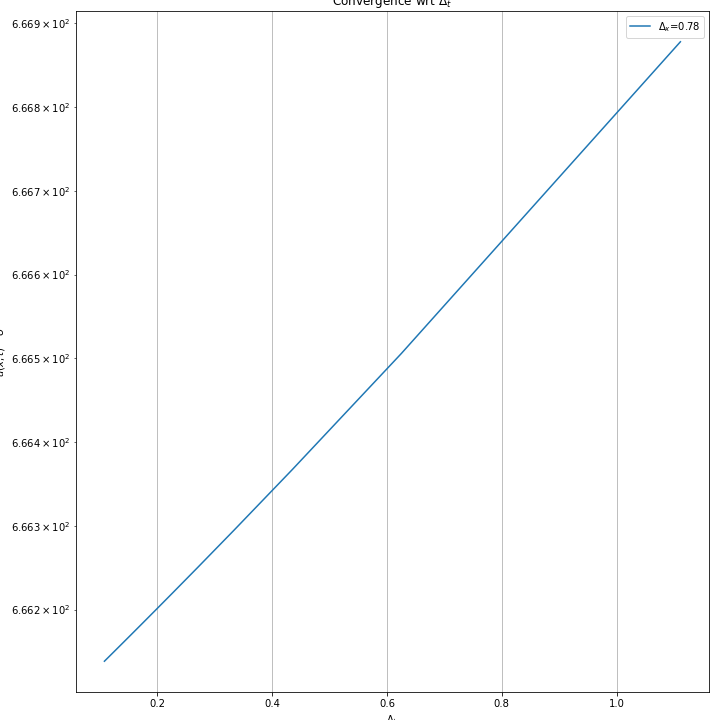 Convergence wrt Δₜ
6.669 × 10²
6.668 × 10²
6.667 × 10²
6.666 × 10²
6.665 × 10²
6.664 × 10²
6.663 × 10²
6.662 × 10²
Δₓ=0.78
0.2 0.4 0.6 0.8 1.0